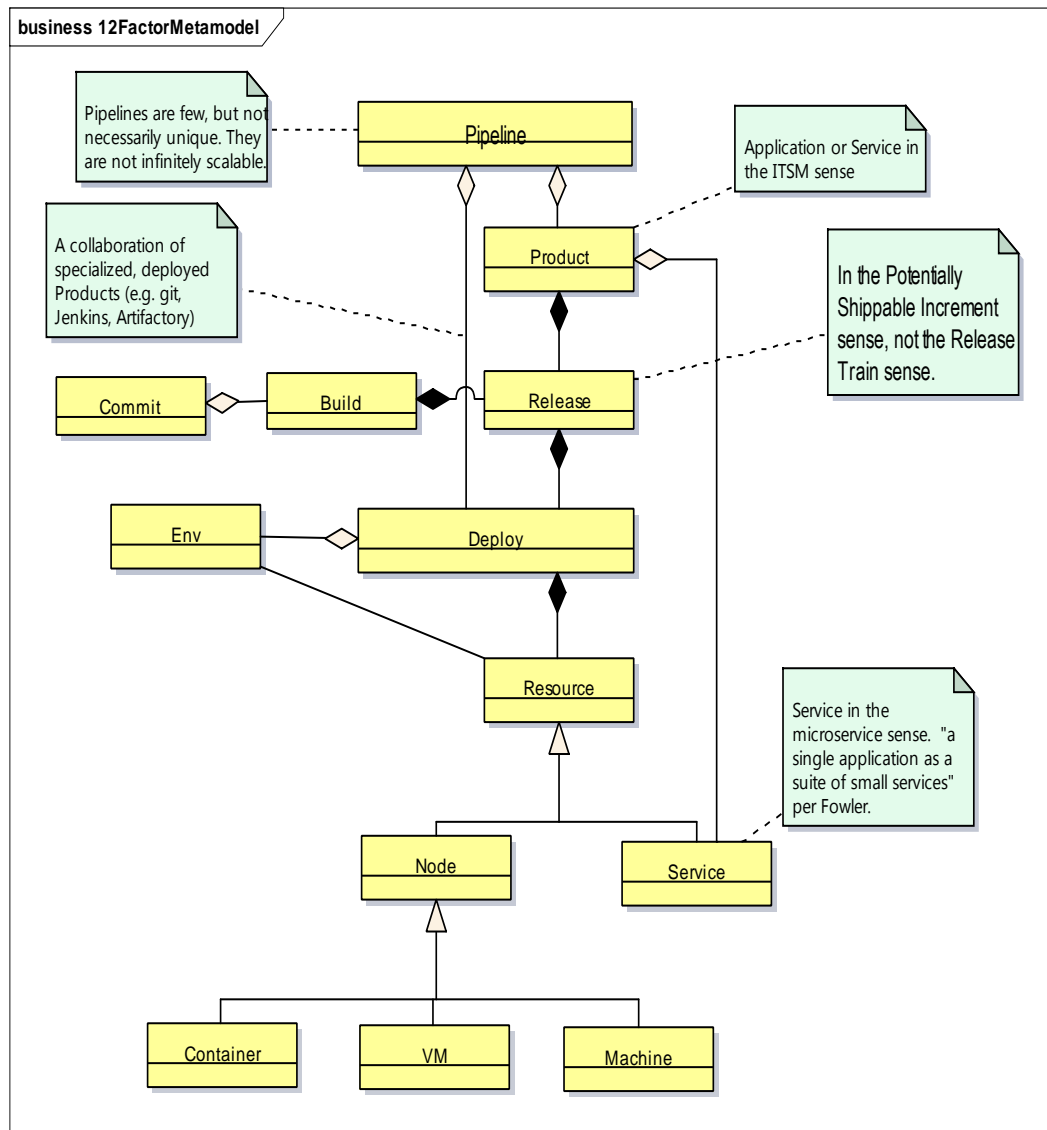 business 12FactorMetamodel
Pipelines are few, but not
necessarily unique. They
are not infinitely scalable.
Pipeline
Application or Service in
the ITSM sense
A collaboration of
specialized, deployed
Products (e.g. git,
Jenkins, Artifactory)
Product
In the Potentially
Shippable Increment
sense, not the Release
Train sense.
Commit
Build
Release
Env
Deploy
Resource
Service in the
microservice sense. "a
single application as a
suite of small services"
per Fowler.
Node
Service
Container
VM
Machine